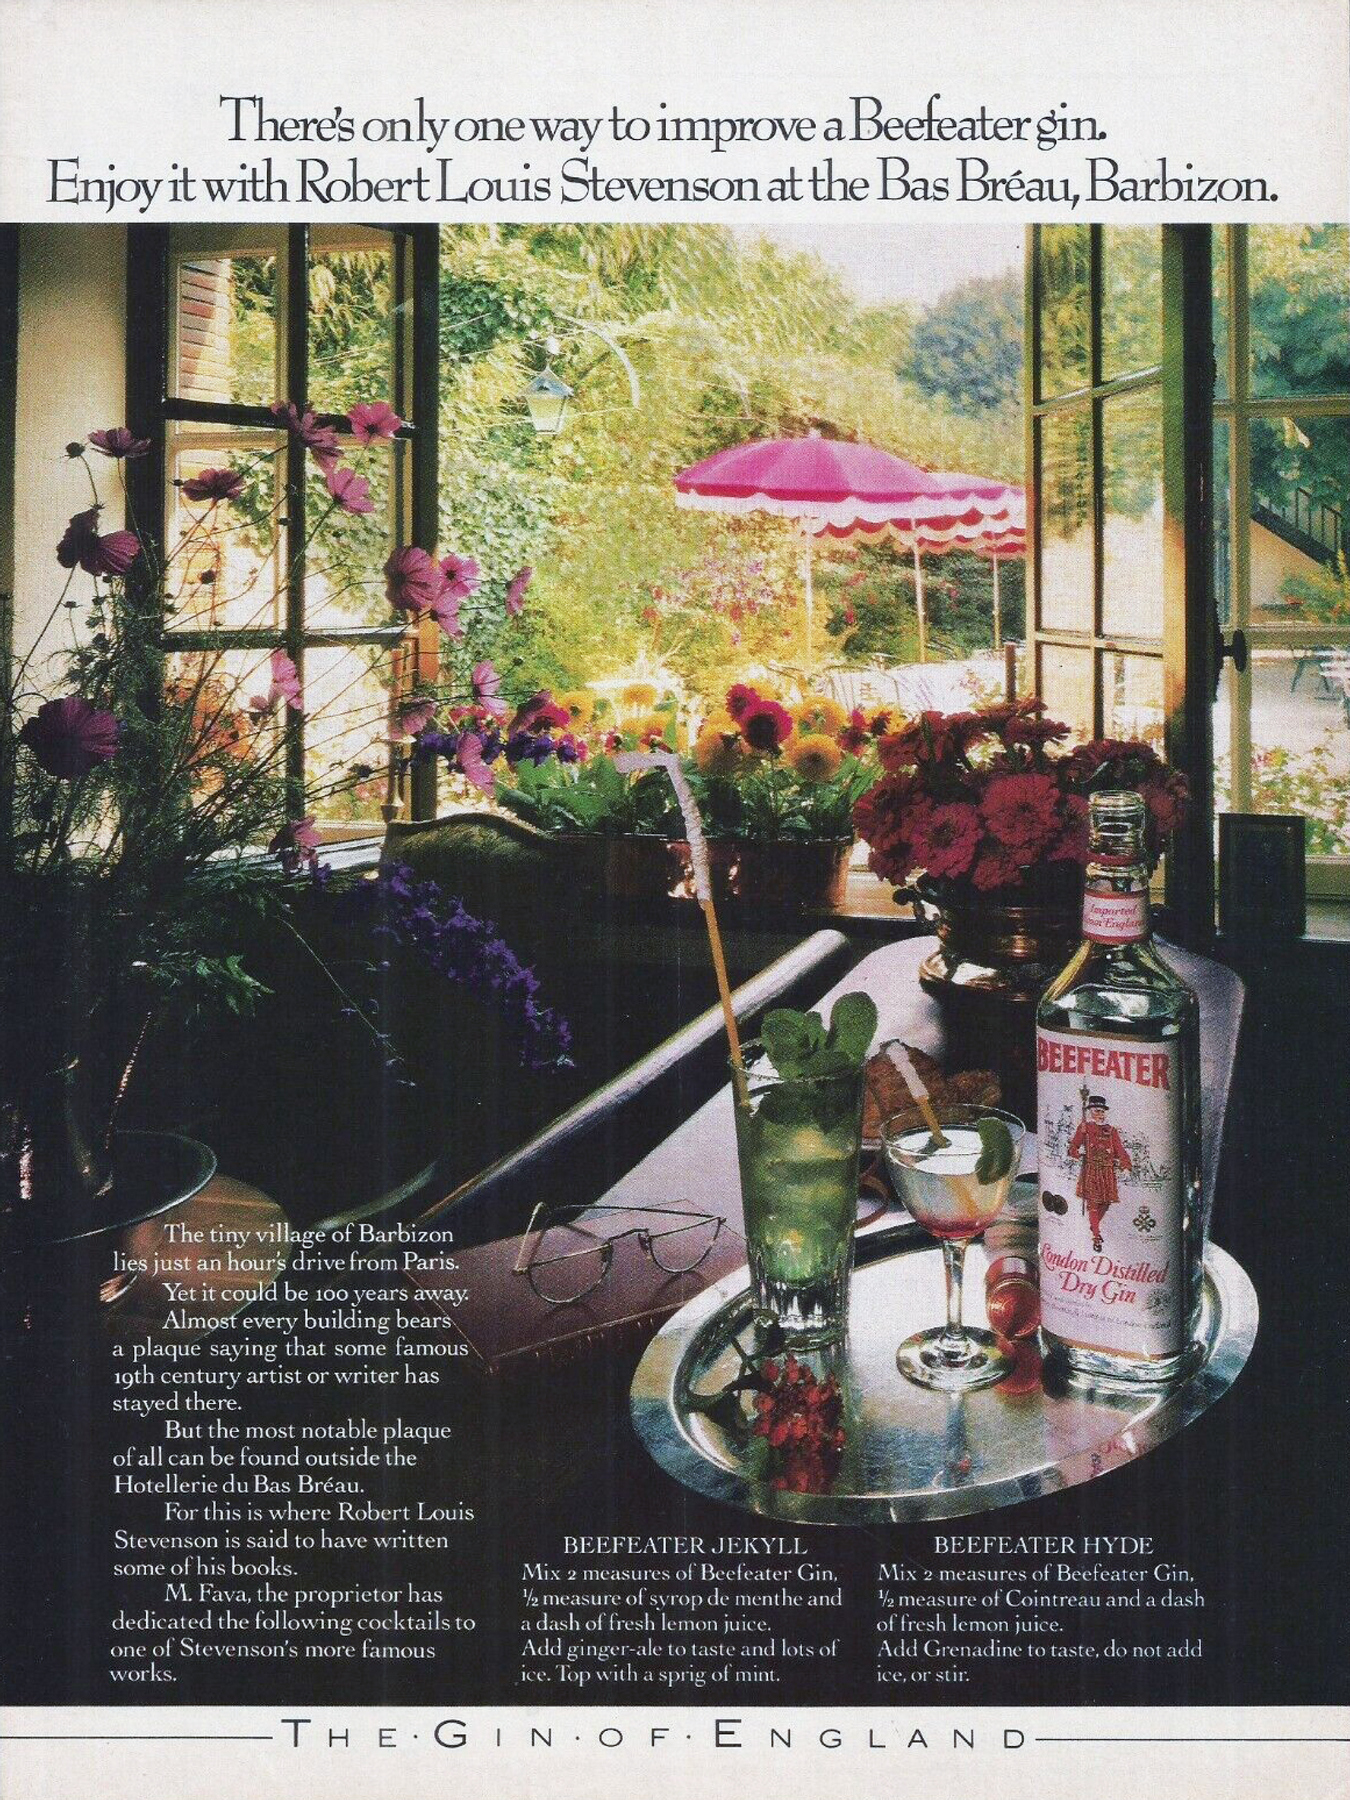 There's only one way to improve a Beefeater gin.
Enjoy it with Robert Louis Stevenson at the Bas Bréau, Barbizon.
Imported
from England
BEEFEATER
London Distilled
Dry Gin
The tiny village of Barbizon
lies just an hour's drive from Paris.
Yet it could be 100 years away.
Almost every building bears
a plaque saying that some famous
19th century artist or writer has
stayed there.
But the most notable plaque
of all can be found outside the
Hotellerie du Bas Bréau.
For this is where Robert Louis
Stevenson is said to have written
some of his books.
M. Fava, the proprietor has
dedicated the following cocktails to
one of Stevenson's more famous
works.
BEEFEATER JEKYLL
Mix 2 measures of Beefeater Gin,
½ measure of syrop de menthe and
a dash of fresh lemon juice.
Add ginger-ale to taste and lots of
ice. Top with a sprig of mint.
BEEFEATER HYDE
Mix 2 measures of Beefeater Gin,
½ measure of Cointreau and a dash
of fresh lemon juice.
Add Grenadine to taste, do not add
ice, or stir.
THE·GIN·OF·ENGLAND